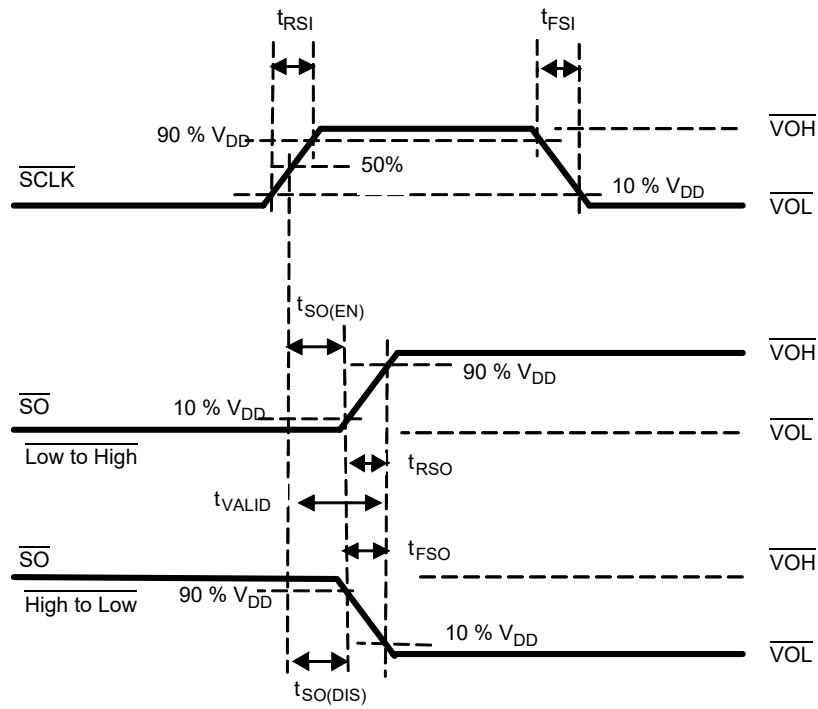 tRSI
tFSI
90 % VDD
VOH
50%
SCLK
10 % VDD
VOL
tSO(EN)
VOH
90 % VDD
SO
10 % VDD
VOL
Low to High
tRSO
tVALID
tFSO
SO
VOH
High to Low
90 % VDD
10 % VDD
VOL
tSO(DIS)